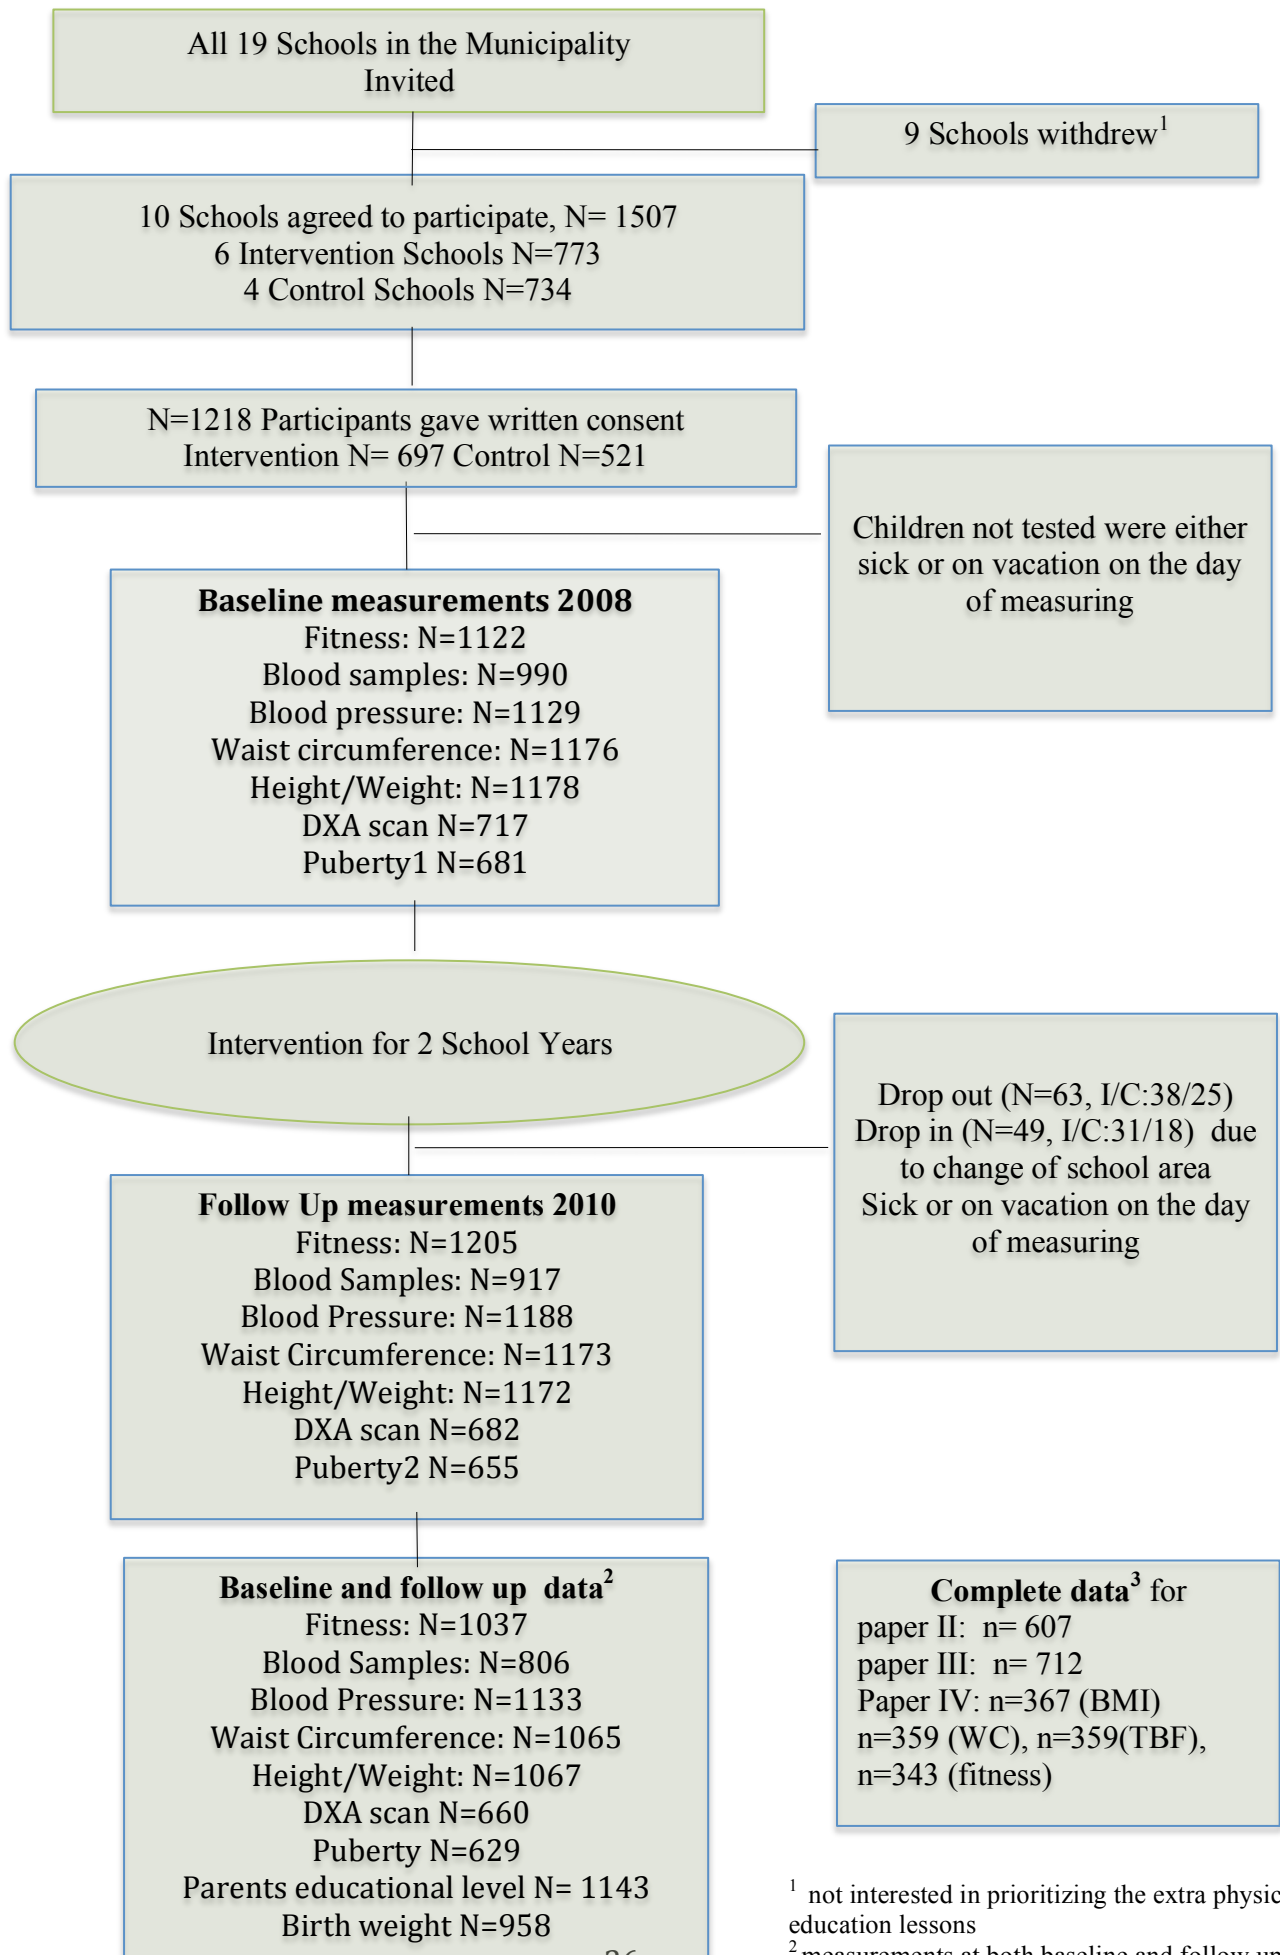 All 19 Schools in the Municipality
Invited
9 Schools withdrew¹
10 Schools agreed to participate, N= 1507
6 Intervention Schools N=773
4 Control Schools N=734
N=1218 Participants gave written consent
Intervention N= 697 Control N=521
Children not tested were either
sick or on vacation on the day
of measuring
Baseline measurements 2008
Fitness: N=1122
Blood samples: N=990
Blood pressure: N=1129
Waist circumference: N=1176
Height/Weight: N=1178
DXA scan N=717
Puberty1 N=681
Intervention for 2 School Years
Drop out (N=63, I/C:38/25)
Drop in (N=49, I/C:31/18) due
to change of school area
Sick or on vacation on the day
of measuring
Follow Up measurements 2010
Fitness: N=1205
Blood Samples: N=917
Blood Pressure: N=1188
Waist Circumference: N=1173
Height/Weight: N=1172
DXA scan N=682
Puberty2 N=655
Baseline and follow up data²
Fitness: N=1037
Blood Samples: N=806
Blood Pressure: N=1133
Waist Circumference: N=1065
Height/Weight: N=1067
DXA scan N=660
Puberty N=629
Parents educational level N= 1143
Birth weight N=958
Complete data³ for
paper II: n= 607
paper III: n= 712
Paper IV: n=367 (BMI)
n=359 (WC), n=359(TBF),
n=343 (fitness)
¹ not interested in prioritizing the extra physic
education lessons
² measurements at both baseline and follow up